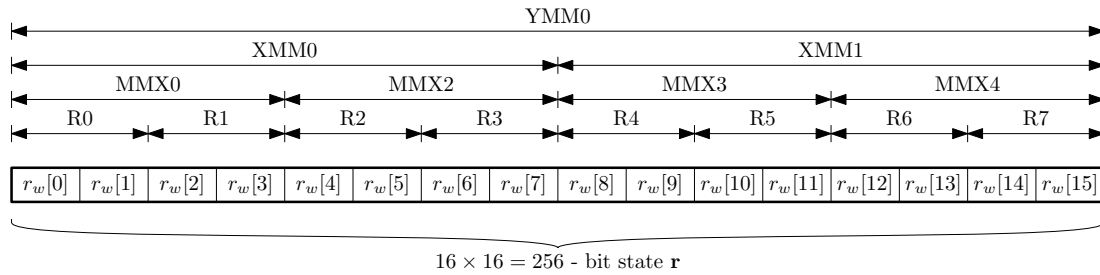 YMM0
XMM0 XMM1
MMX0 MMX2 MMX3 MMX4
R0 R1 R2 R3 R4 R5 R6 R7
r_w[0] r_w[1] r_w[2] r_w[3] r_w[4] r_w[5] r_w[6] r_w[7] r_w[8] r_w[9] r_w[10] r_w[11] r_w[12] r_w[13] r_w[14] r_w[15]
16 × 16 = 256 - bit state r